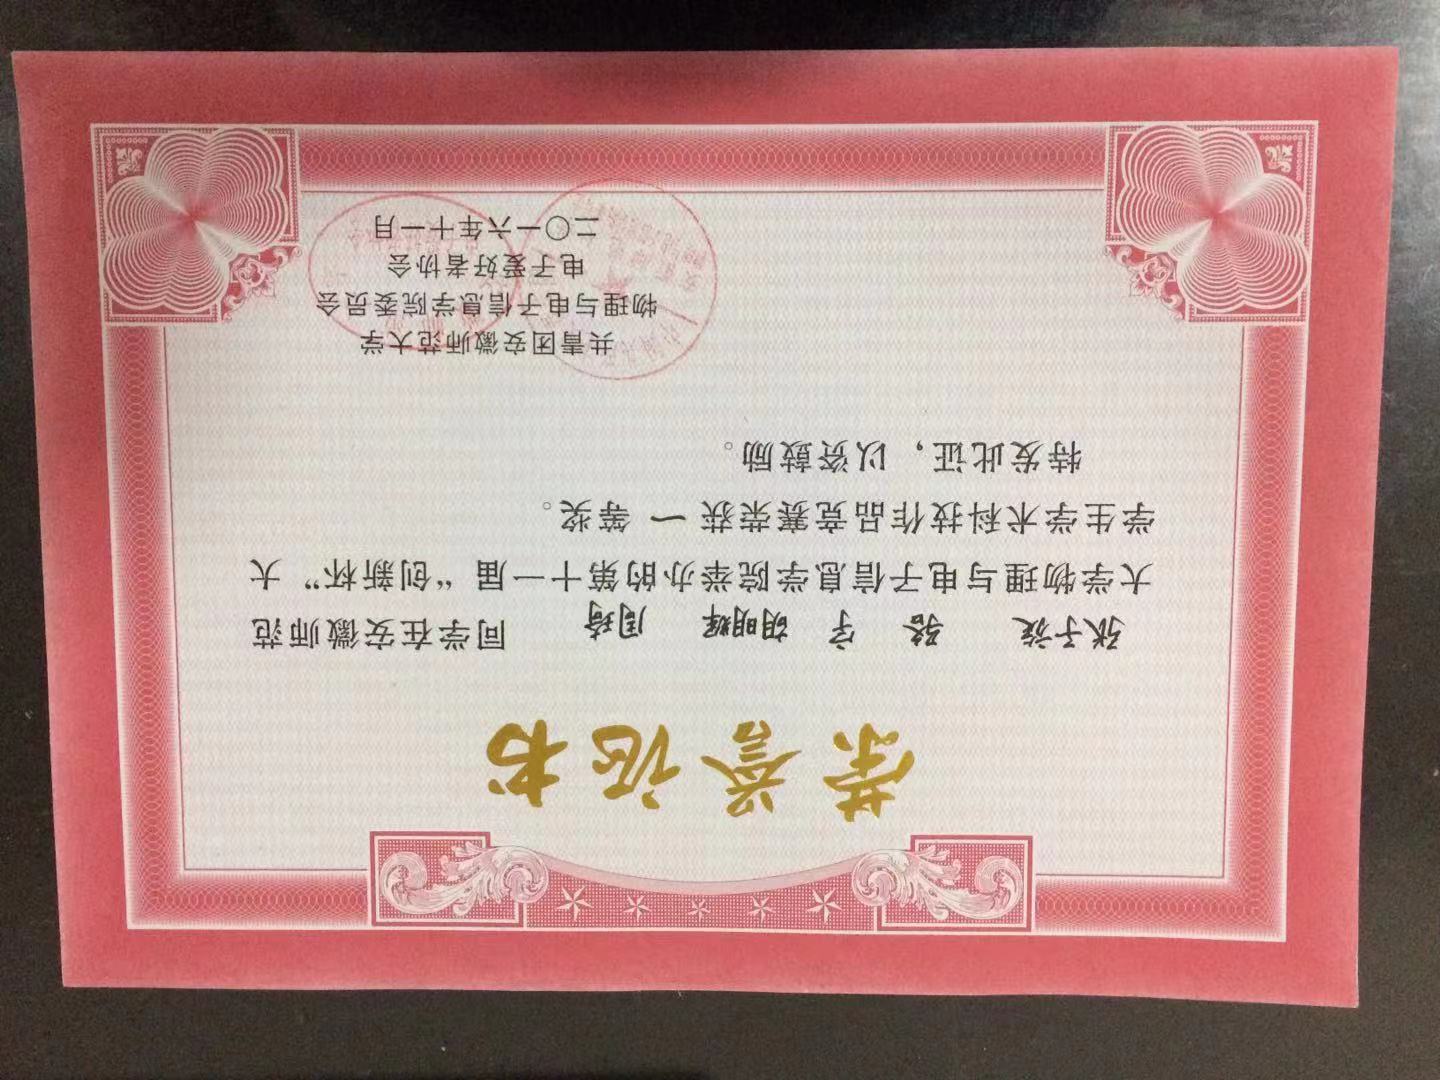 荣誉证书
张子旋 骆宇 胡明辉 周琦 同学在安徽师范
大学物理与电子信息学院举办的第十一届“创新杯”大
学生学术科技作品竞赛荣获 一 等奖。
特发此证，以资鼓励。
共青团安徽师范大学
物理与电子信息学院委员会
电子爱好者协会
二〇一六年十一月